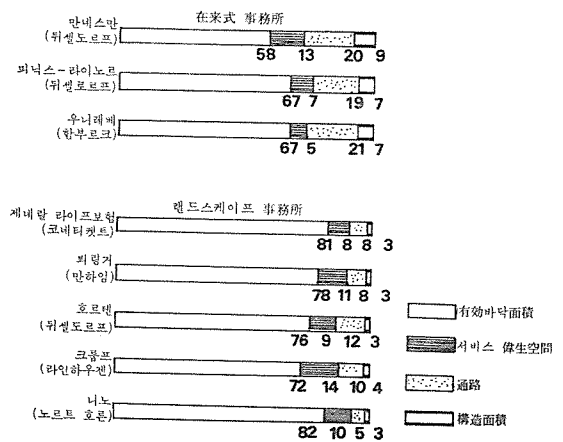 在来式 事務所
만네스만
(뒤셀도르프)
58 13 20 9
피닉스-라이노르
(뒤셀로르프)
67 7 19 7
우니레베
(함부르크)
67 5 21 7
랜드스케이프 事務所
제네랄 라이프보험
(코네티켓트)
81 8 8 3
뵈링거
(만하임)
78 11 8 3
호르텐
(뒤셀도르프)
76 9 12 3
크룹프
(라인하우젠)
72 14 10 4
니노
(노르트 호른)
82 10 5 3
有効바닥面積
서비스 偉生空間
通路
構造面積